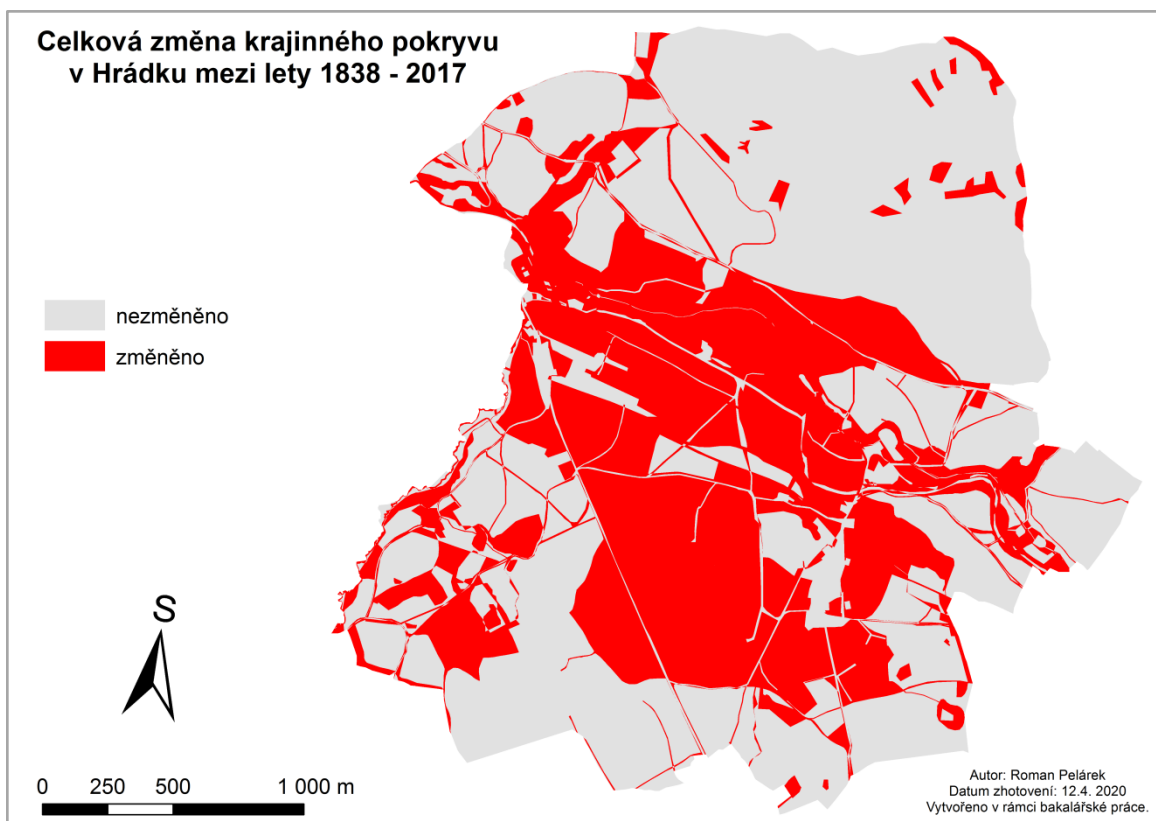 Celková změna krajinného pokryvu
v Hrádku mezi lety 1838 - 2017
nezměněno
změněno
S
0 250 500 1 000 m
Autor: Roman Pelárek
Datum zhotovení: 12.4. 2020
Vytvořeno v rámci bakalářské práce.